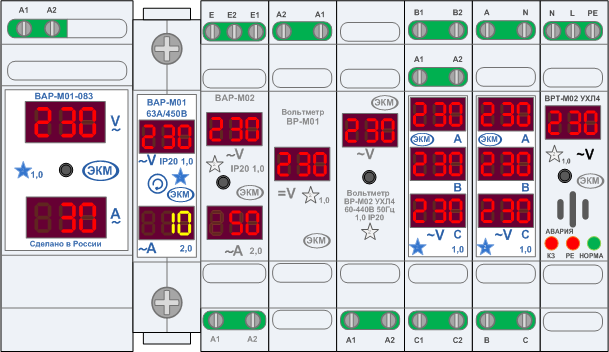 A1 A2
ВАР-М01-083
230 V
~
1,0 ЭКМ
30 A
~
Сделано в России
ВАР-М01
63А/450В
230
~V IP20 1,0
ЭКМ
10
~A 2,0
E E2 E1
ВАР-М02
230
~V
IP20 1,0
ЭКМ
50
~A 2,0
A1 A2
A2 A1
Вольтметр
ВР-М01
230
=V 1,0
ЭКМ
ЭКМ
230
~V
Вольтметр
ВР-М02 УХЛ4
60-440В 50Гц
1,0 IP20
A1 A2
B1 B2
A1 A2
230
ЭКМ A
230
B
230
~V C
1,0
C1 C2
A N
230
ЭКМ A
230
B
230
~V C
1,0
B C
N L PE
ВРТ-М02 УХЛ4
230
1,0 ~V
ЭКМ
АВАРИЯ
КЗ РЕ НОРМА